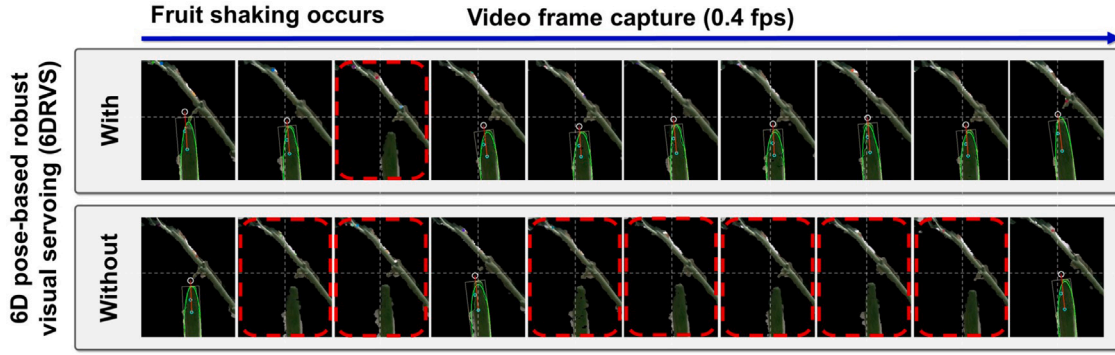 Fruit shaking occurs
Video frame capture (0.4 fps)
6D pose-based robust
visual servoing (6DRVS)
With
Without